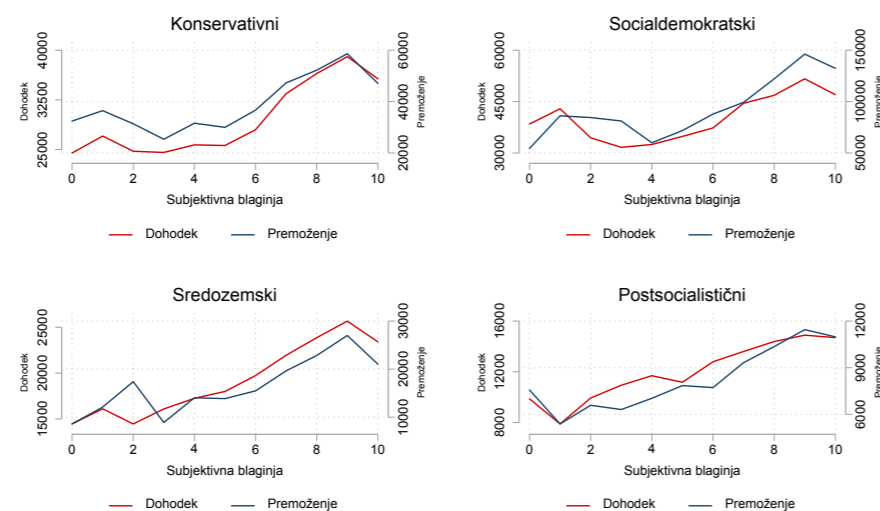 Konservativni
Dohodek
25000 32500 40000
20000 40000 60000
Premoženje
0 2 4 6 8 10
Subjektivna blaginja
Dohodek Premoženje
Socialdemokratski
Dohodek
30000 45000 60000
50000 100000 150000
Premoženje
0 2 4 6 8 10
Subjektivna blaginja
Dohodek Premoženje
Sredozemski
Dohodek
15000 20000 25000
10000 20000 30000
Premoženje
0 2 4 6 8 10
Subjektivna blaginja
Dohodek Premoženje
Postsocialistični
Dohodek
8000 12000 16000
6000 9000 12000
Premoženje
0 2 4 6 8 10
Subjektivna blaginja
Dohodek Premoženje